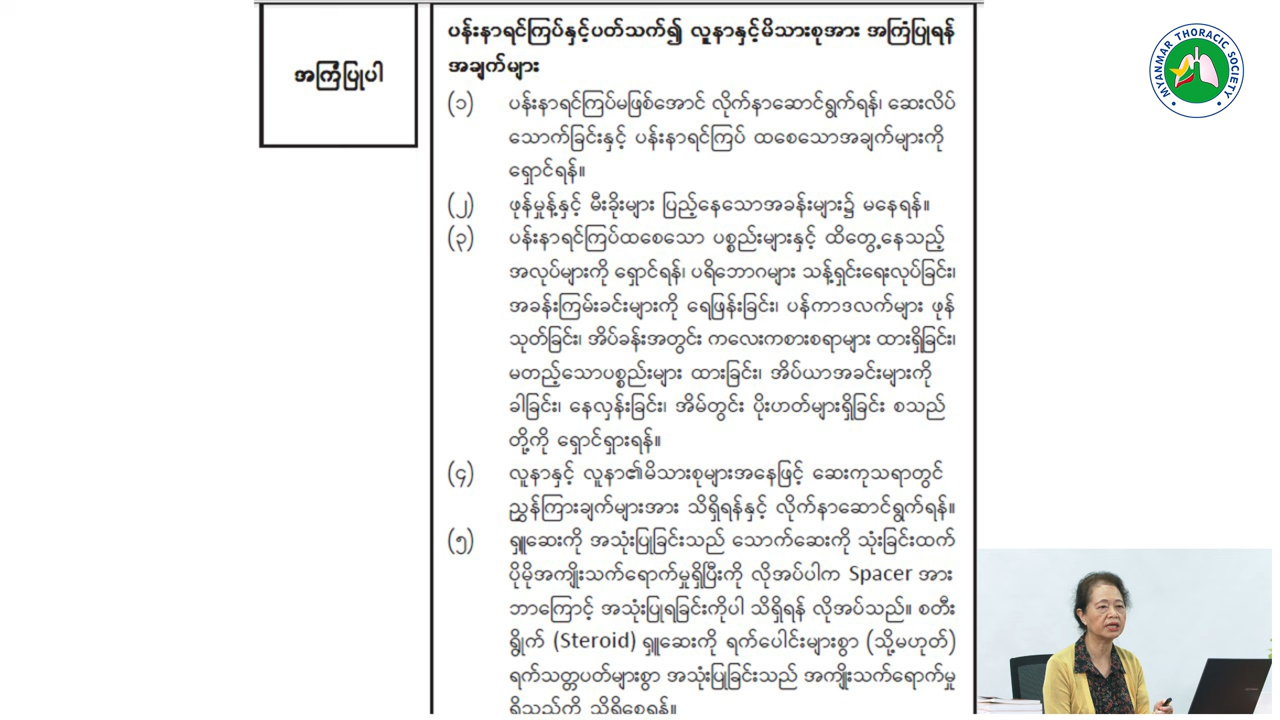 အကြံပြုပါ
ပန်းနာရင်ကြပ်နှင့်ပတ်သက်၍ လူနာနှင့်မိသားစုအား အကြံပြုရန်
အချက်များ
(၁) ပန်းနာရင်ကြပ်မဖြစ်အောင် လိုက်နာဆောင်ရွက်ရန်၊ ဆေးလိပ်
သောက်ခြင်းနှင့် ပန်းနာရင်ကြပ် ထစေသောအချက်များကို
ရှောင်ရန်။
(၂) ဖုန်မှုန့်နှင့် မီးခိုးများ ပြည့်နေသောအခန်းများ၌ မနေရန်။
(၃) ပန်းနာရင်ကြပ်ထစေသော ပစ္စည်းများနှင့် ထိတွေ့နေသည့်
အလုပ်များကို ရှောင်ရန်၊ ပရိဘောဂများ သန့်ရှင်းရေးလုပ်ခြင်း၊
အခန်းကြမ်းခင်းများကို ရေဖြန်းခြင်း၊ ပန်ကာဒလက်များ ဖုန်
သုတ်ခြင်း၊ အိပ်ခန်းအတွင်း ကလေးကစားစရာများ ထားရှိခြင်း၊
မတည့်သောပစ္စည်းများ ထားခြင်း၊ အိပ်ယာအခင်းများကို
ခါခြင်း၊ နေလှန်းခြင်း၊ အိမ်တွင်း ပိုးဟတ်များရှိခြင်း စသည်
တို့ကို ရှောင်ရှားရန်။
(၄) လူနာနှင့် လူနာ၏မိသားစုများအနေဖြင့် ဆေးကုသရာတွင်
ညွှန်ကြားချက်များအား သိရှိရန်နှင့် လိုက်နာဆောင်ရွက်ရန်။
(၅) ရှူဆေးကို အသုံးပြုခြင်းသည် သောက်ဆေးကို သုံးခြင်းထက်
ပိုမိုအကျိုးသက်ရောက်မှုရှိပြီးကို လိုအပ်ပါက Spacer အား
ဘာကြောင့် အသုံးပြုရခြင်းကိုပါ သိရှိရန် လိုအပ်သည်။ စတီး
ရွိုက် (Steroid) ရှူဆေးကို ရက်ပေါင်းများစွာ (သို့မဟုတ်)
ရက်သတ္တပတ်များစွာ အသုံးပြုခြင်းသည် အကျိုးသက်ရောက်မှု
ရှိသည်ကို သိရှိစေရန်။
MYANMAR THORACIC SOCIETY